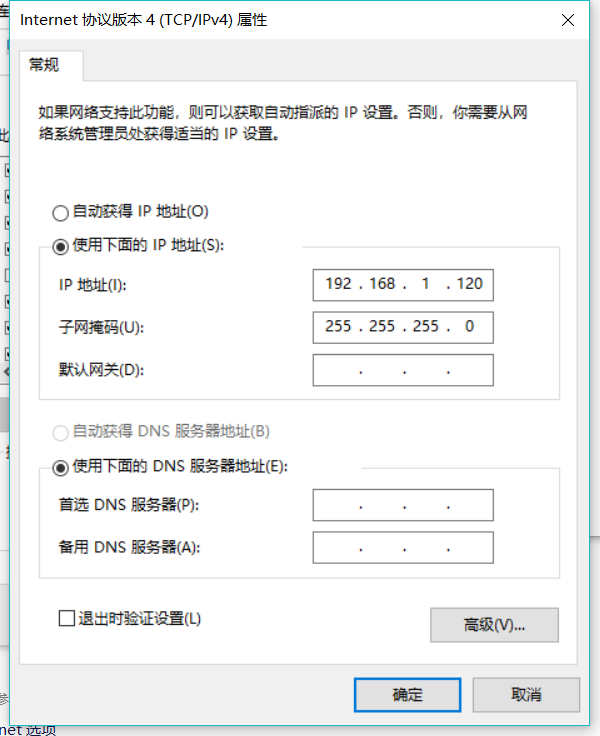 Internet 协议版本 4 (TCP/IPv4) 属性
常规
如果网络支持此功能，则可以获取自动指派的 IP 设置。否则，你需要从网
络系统管理员处获得适当的 IP 设置。
自动获得 IP 地址(O)
使用下面的 IP 地址(S):
IP 地址(I): 192 . 168 . 1 . 120
子网掩码(U): 255 . 255 . 255 . 0
默认网关(D): . . .
自动获得 DNS 服务器地址(B)
使用下面的 DNS 服务器地址(E):
首选 DNS 服务器(P): . . .
备用 DNS 服务器(A): . . .
退出时验证设置(L)
高级(V)...
确定 取消
net 选项